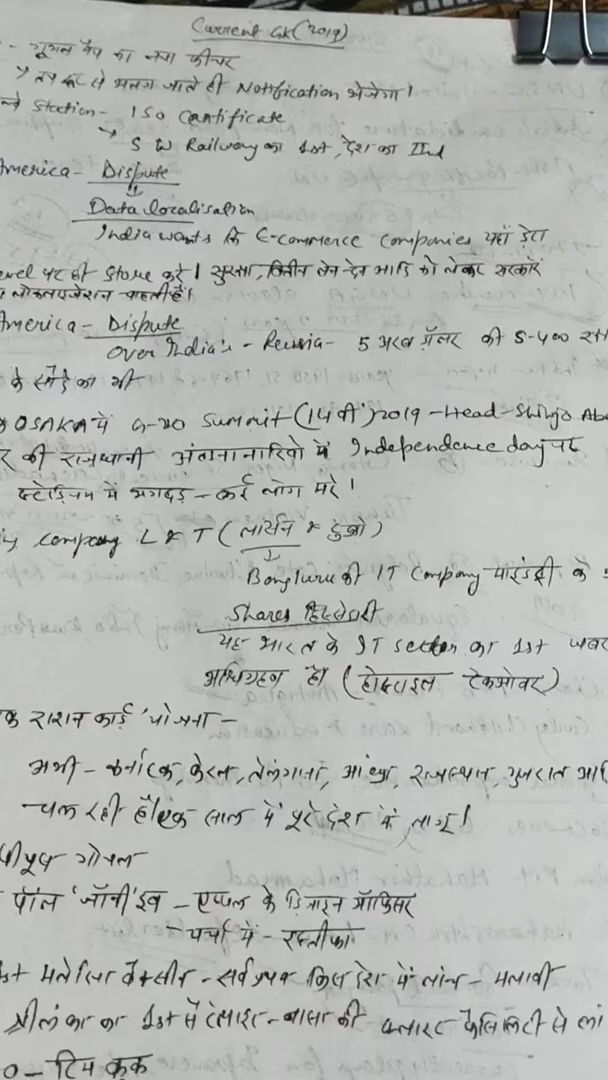 Current GK (2019)
- गूगल मैप का नया फीचर
रूट से अलग जाते ही Notification भेजेगा।
Station - ISO Certificate
→ S W Railway का 1st, देश का IInd
America - Dispute
Data localisation
India wants कि E-commerce Companies यहाँ डेटा
level पर ही store करे। सुरक्षा, वित्तीय लेन-देन आदि को लेकर सरकारें
लोकलाइजेशन चाहती हैं।
America - Dispute
over India's - Russia - 5 अरब डॉलर की S-400
के सौदे का भी
OSAKA में G-20 Summit (14वीं) 2019 - Head - Shinjo Abe
की राजधानी अंतानानारिवो में Independence day पर
स्टेडियम में भगदड़ - कई लोग मरे।
Company L & T (लार्सन & टुब्रो)
Bangluru की IT Company माइंडट्री के
Shares हिस्सेदारी
यह भारत के IT sector का 1st जबर
अधिग्रहण है। (होस्टाइल टेकओवर)
क राशन कार्ड' योजना -
अभी - कर्नाटक, केरल, तेलंगाना, आंध्रा, राजस्थान, गुजरात आदि
चल रही है। एक साल में पूरे देश में लागू।
पीयूष गोयल
पॉल 'जॉनी' इव - एप्पल के डिजाइन ऑफिसर
चर्चा में - इस्तीफा
मलेरिया वैक्सीन - सर्वप्रथम किस देश में लांच - मलावी
श्रीलंका का 1st सैटेलाइट - नासा की
- टिम कुक